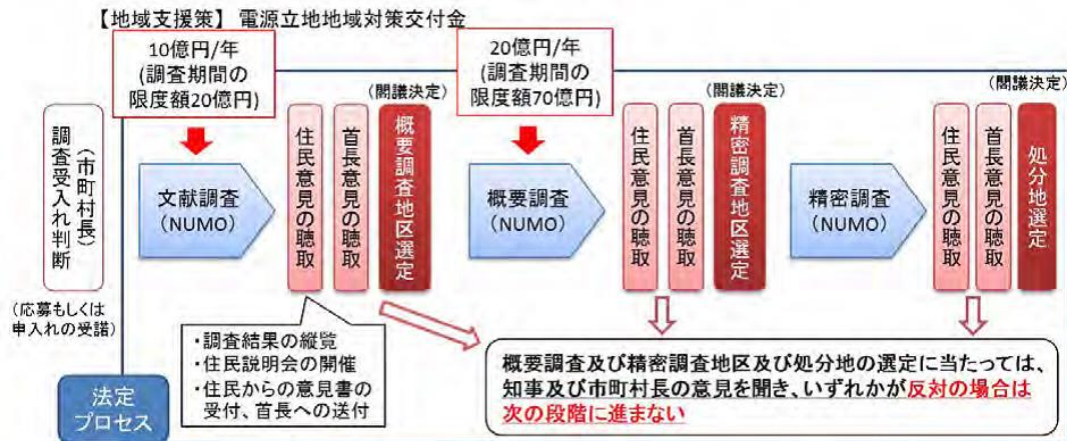 【地域支援策】 電源立地地域対策交付金
10億円/年
(調査期間の
限度額20億円)
20億円/年
(調査期間の
限度額70億円)
調査受入れ判断
(市町村長)
(応募もしくは
申入れの受諾)
文献調査
(NUMO)
住民意見の聴取
首長意見の聴取
(閣議決定)
概要調査地区選定
概要調査
(NUMO)
住民意見の聴取
首長意見の聴取
(閣議決定)
精密調査地区選定
精密調査
(NUMO)
住民意見の聴取
首長意見の聴取
(閣議決定)
処分地選定
・調査結果の縦覧
・住民説明会の開催
・住民からの意見書の
受付、首長への送付
概要調査及び精密調査地区及び処分地の選定に当たっては、
知事及び市町村長の意見を聞き、いずれかが反対の場合は
次の段階に進まない
法定
プロセス